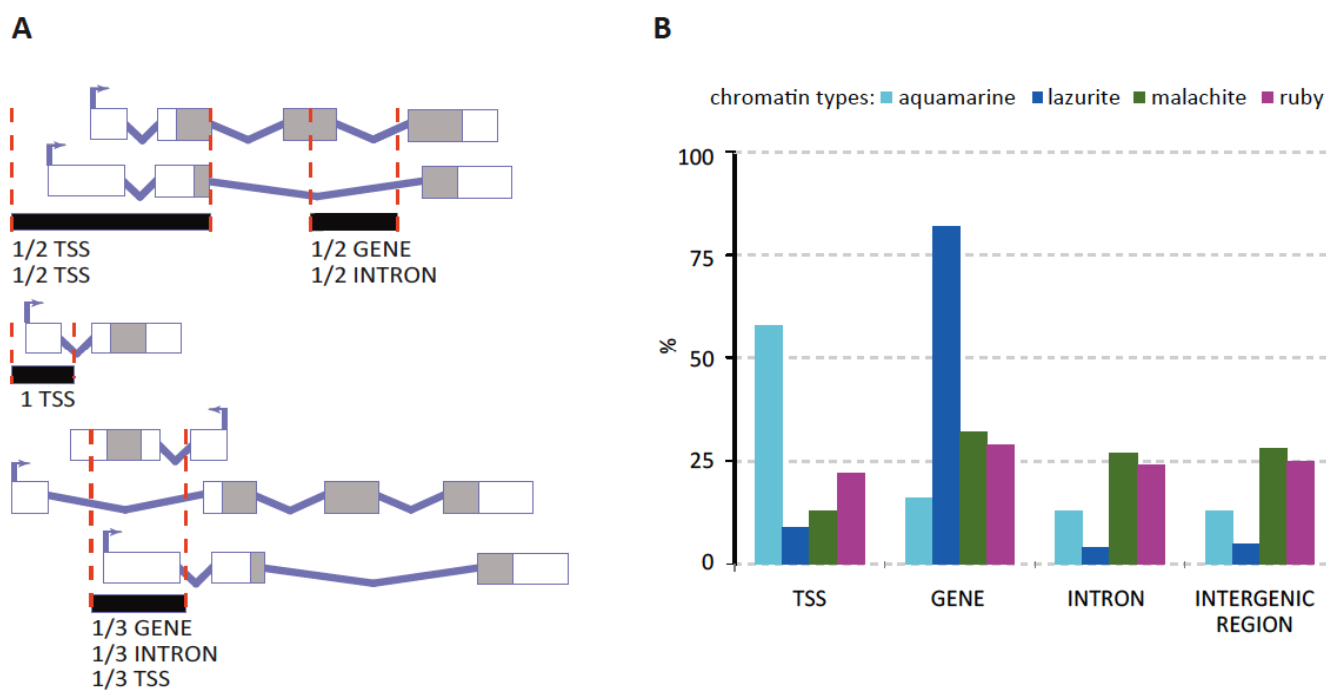 A
1/2 TSS
1/2 TSS
1/2 GENE
1/2 INTRON
1 TSS
1/3 GENE
1/3 INTRON
1/3 TSS
B
chromatin types: aquamarine lazurite malachite ruby
100
75
50
25
0
%
TSS
GENE
INTRON
INTERGENIC
REGION